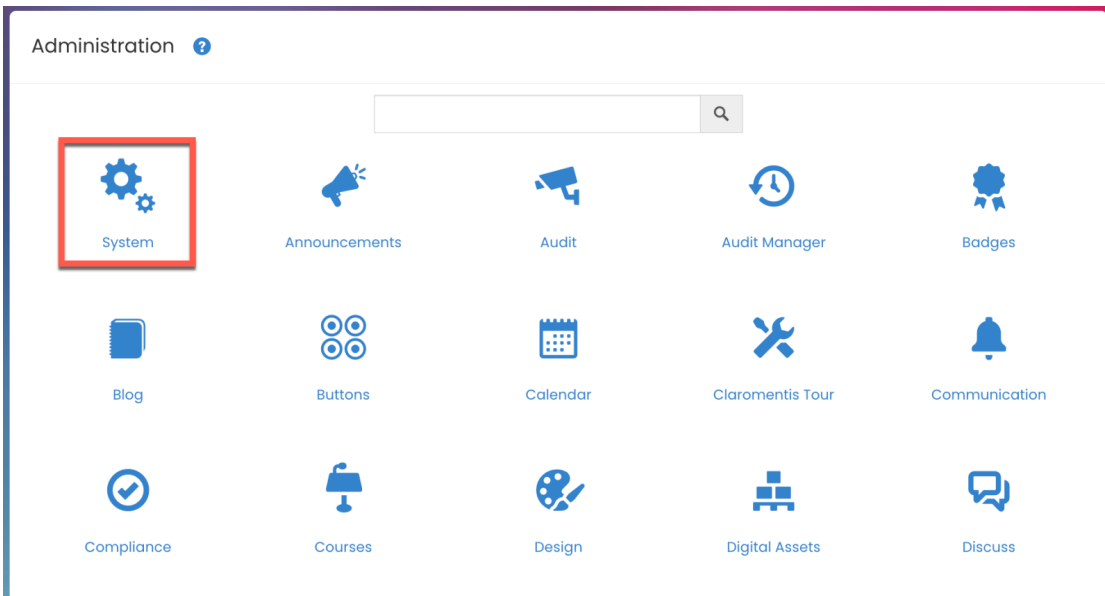 Administration ?
System
Announcements
Audit
Audit Manager
Badges
Blog
Buttons
Calendar
Claromentis Tour
Communication
Compliance
Courses
Design
Digital Assets
Discuss